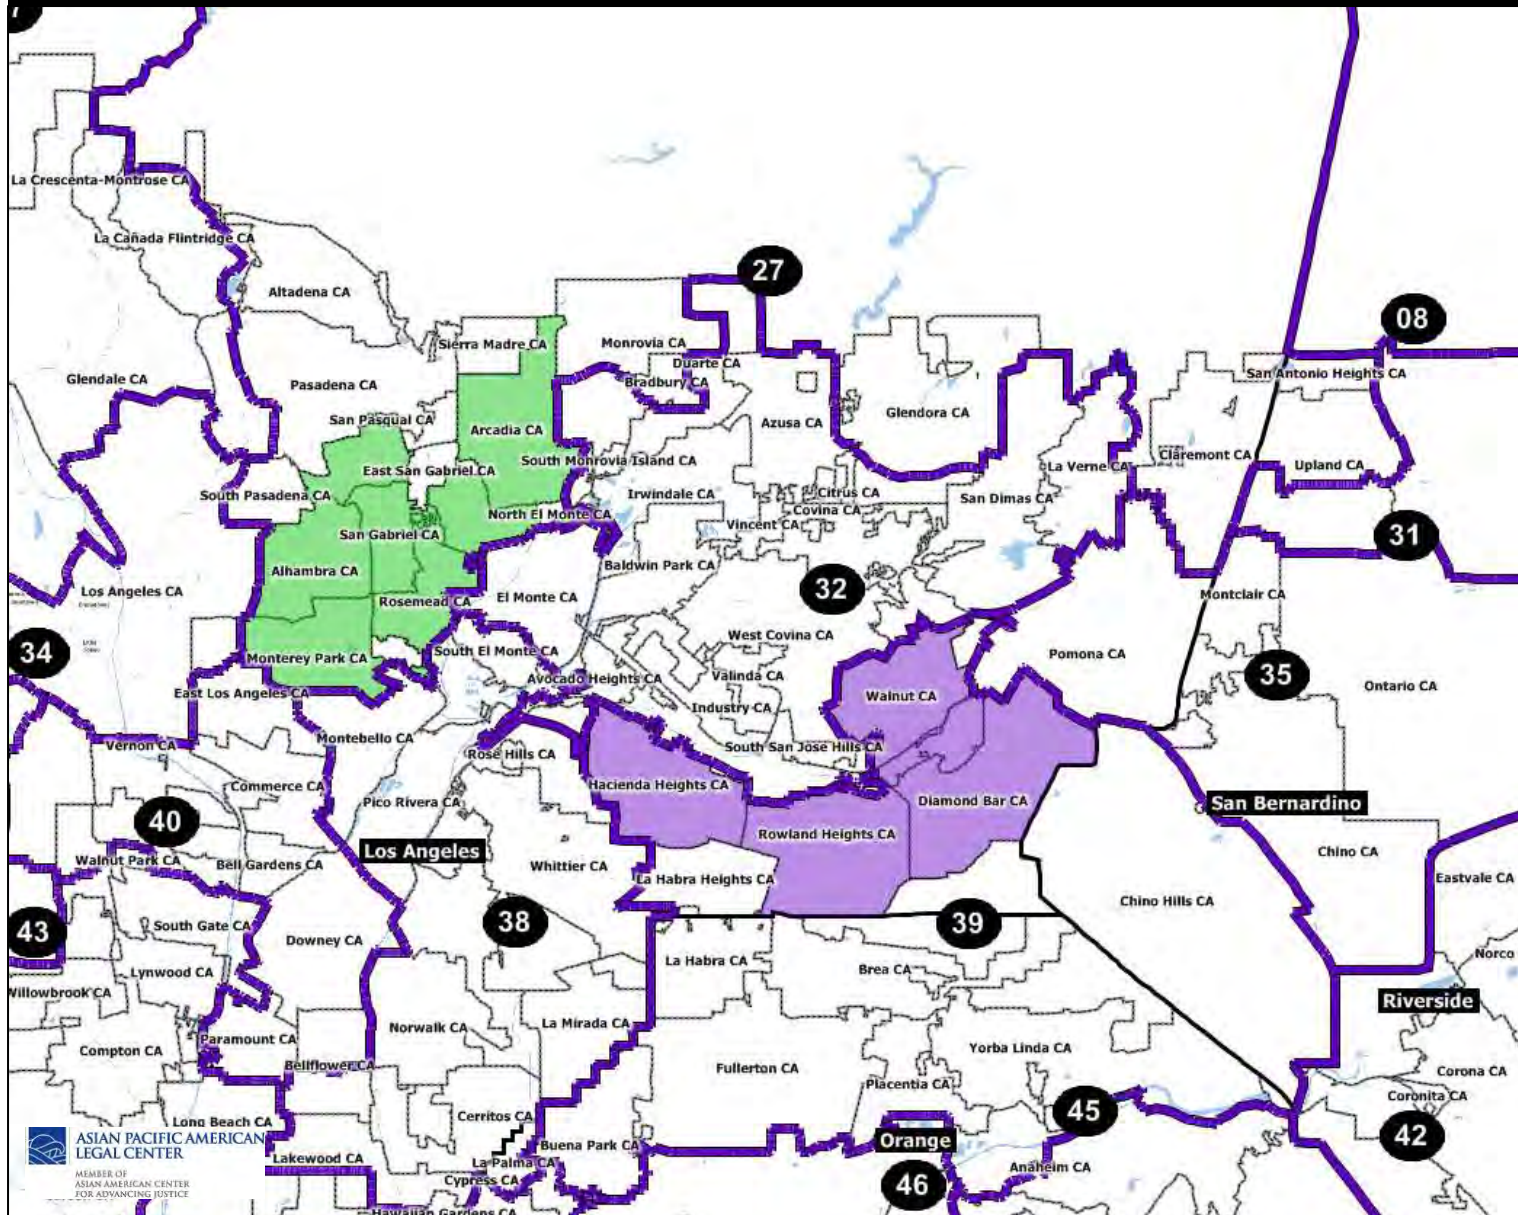 La Crescenta-Montrose CA
La Cañada Flintridge CA
Altadena CA
27
08
Sierra Madre CA
Monrovia CA
Duarte CA
Bradbury CA
San Antonio Heights CA
Glendale CA
Pasadena CA
San Pasqual CA
Arcadia CA
Azusa CA
Glendora CA
East San Gabriel CA
South Monrovia Island CA
La Verne CA
Claremont CA
Upland CA
South Pasadena CA
Irwindale CA
Citrus CA
San Dimas CA
North El Monte CA
Vincent CA
Covina CA
San Gabriel CA
31
Alhambra CA
Baldwin Park CA
Los Angeles CA
Rosemead CA
El Monte CA
32
Montclair CA
34
Monterey Park CA
South El Monte CA
West Covina CA
Pomona CA
35
East Los Angeles CA
Avocado Heights CA
Valinda CA
Walnut CA
Ontario CA
Industry CA
Vernon CA
Montebello CA
Rose Hills CA
South San Jose Hills CA
Commerce CA
Pico Rivera CA
Hacienda Heights CA
Diamond Bar CA
San Bernardino
40
Los Angeles
Rowland Heights CA
Walnut Park CA
Bell Gardens CA
Whittier CA
La Habra Heights CA
Chino CA
Eastvale CA
Chino Hills CA
43
South Gate CA
Downey CA
38
39
Lynwood CA
La Habra CA
Brea CA
Norco
Willowbrook CA
Riverside
Compton CA
Paramount CA
Norwalk CA
La Mirada CA
Yorba Linda CA
Bellflower CA
Fullerton CA
Placentia CA
Corona CA
Coronita CA
Long Beach CA
Cerritos CA
45
42
ASIAN PACIFIC AMERICAN
LEGAL CENTER
MEMBER OF
ASIAN AMERICAN CENTER
FOR ADVANCING JUSTICE
Lakewood CA
La Palma CA
Cypress CA
Buena Park CA
Orange
Anaheim CA
46
Hawaiian Gardens CA